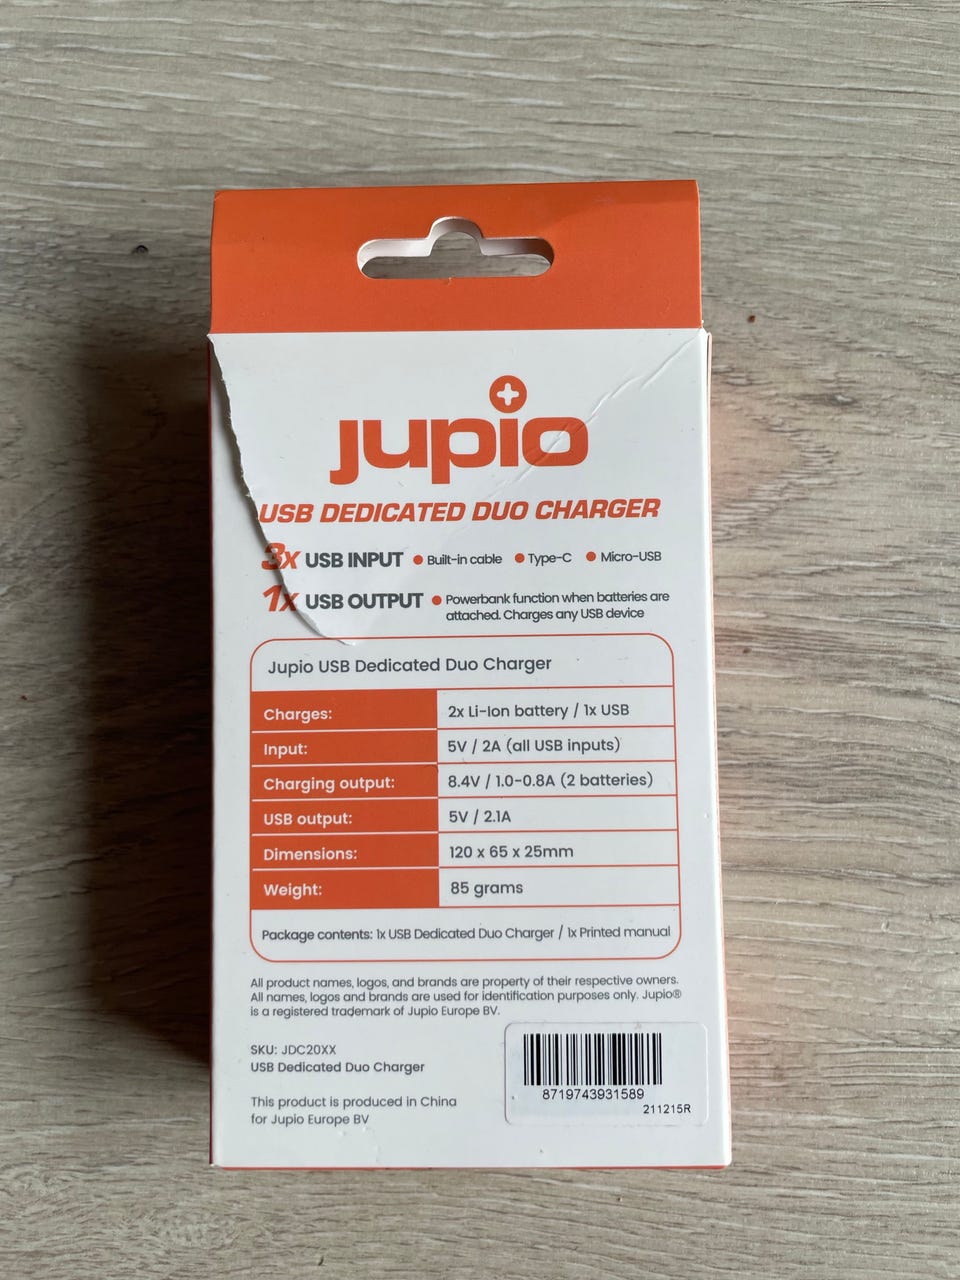 jupio
USB DEDICATED DUO CHARGER
3x USB INPUT • Built-in cable • Type-C • Micro-USB
1x USB OUTPUT • Powerbank function when batteries are
attached. Charges any USB device
Jupio USB Dedicated Duo Charger
Charges: 2x Li-Ion battery / 1x USB
Input: 5V / 2A (all USB inputs)
Charging output: 8.4V / 1.0-0.8A (2 batteries)
USB output: 5V / 2.1A
Dimensions: 120 x 65 x 25mm
Weight: 85 grams
Package contents: 1x USB Dedicated Duo Charger / 1x Printed manual
All product names, logos, and brands are property of their respective owners.
All names, logos and brands are used for identification purposes only. Jupio®
is a registered trademark of Jupio Europe BV.
SKU: JDC20XX
USB Dedicated Duo Charger
This product is produced in China
for Jupio Europe BV
8719743931589
211215R